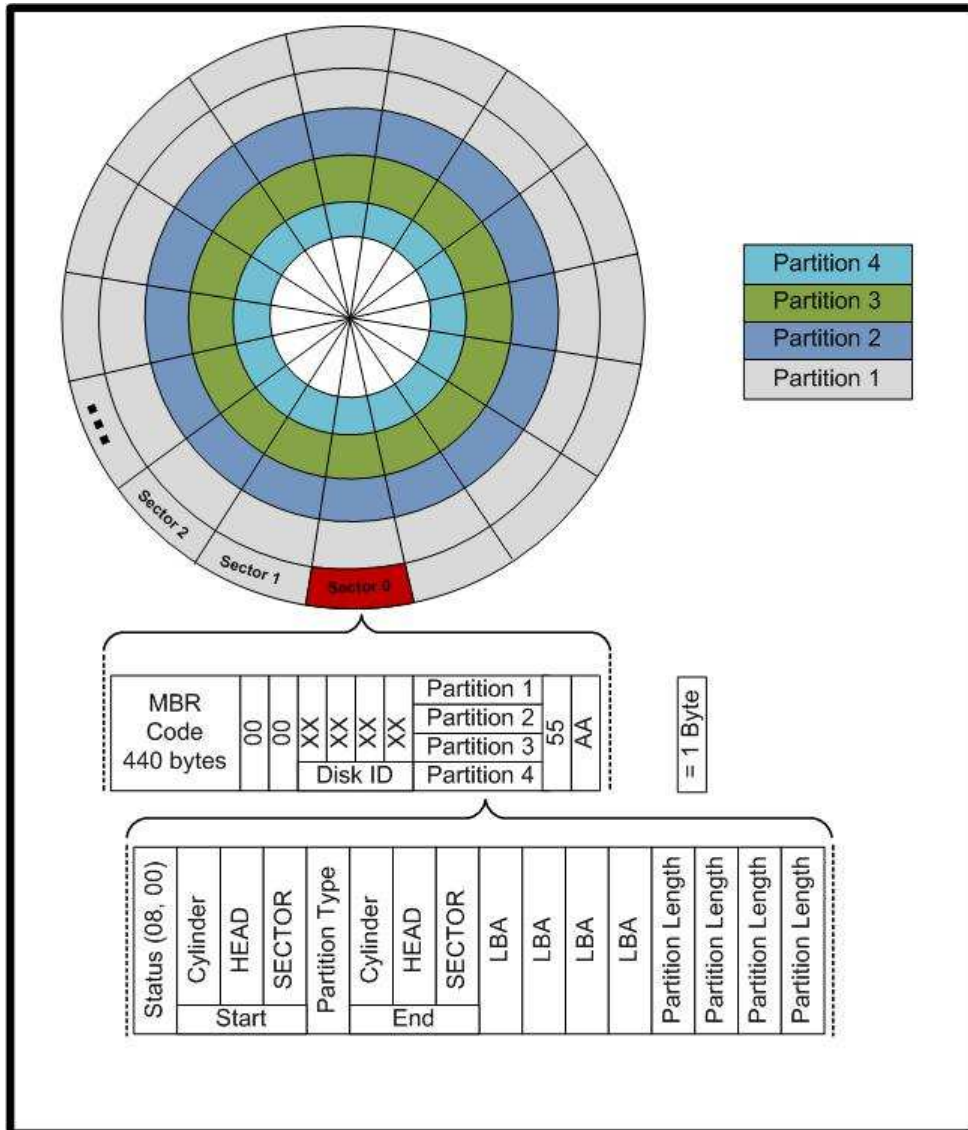 Partition 4
Partition 3
Partition 2
Partition 1
Sector 2
Sector 1
Sector 0
MBR
Code
440 bytes
00
00
XX
XX
XX
XX
Disk ID
Partition 1
Partition 2
Partition 3
Partition 4
55
AA
= 1 Byte
Status (08, 00)
Cylinder
HEAD
SECTOR
Start
Partition Type
Cylinder
HEAD
SECTOR
End
LBA
LBA
LBA
LBA
Partition Length
Partition Length
Partition Length
Partition Length